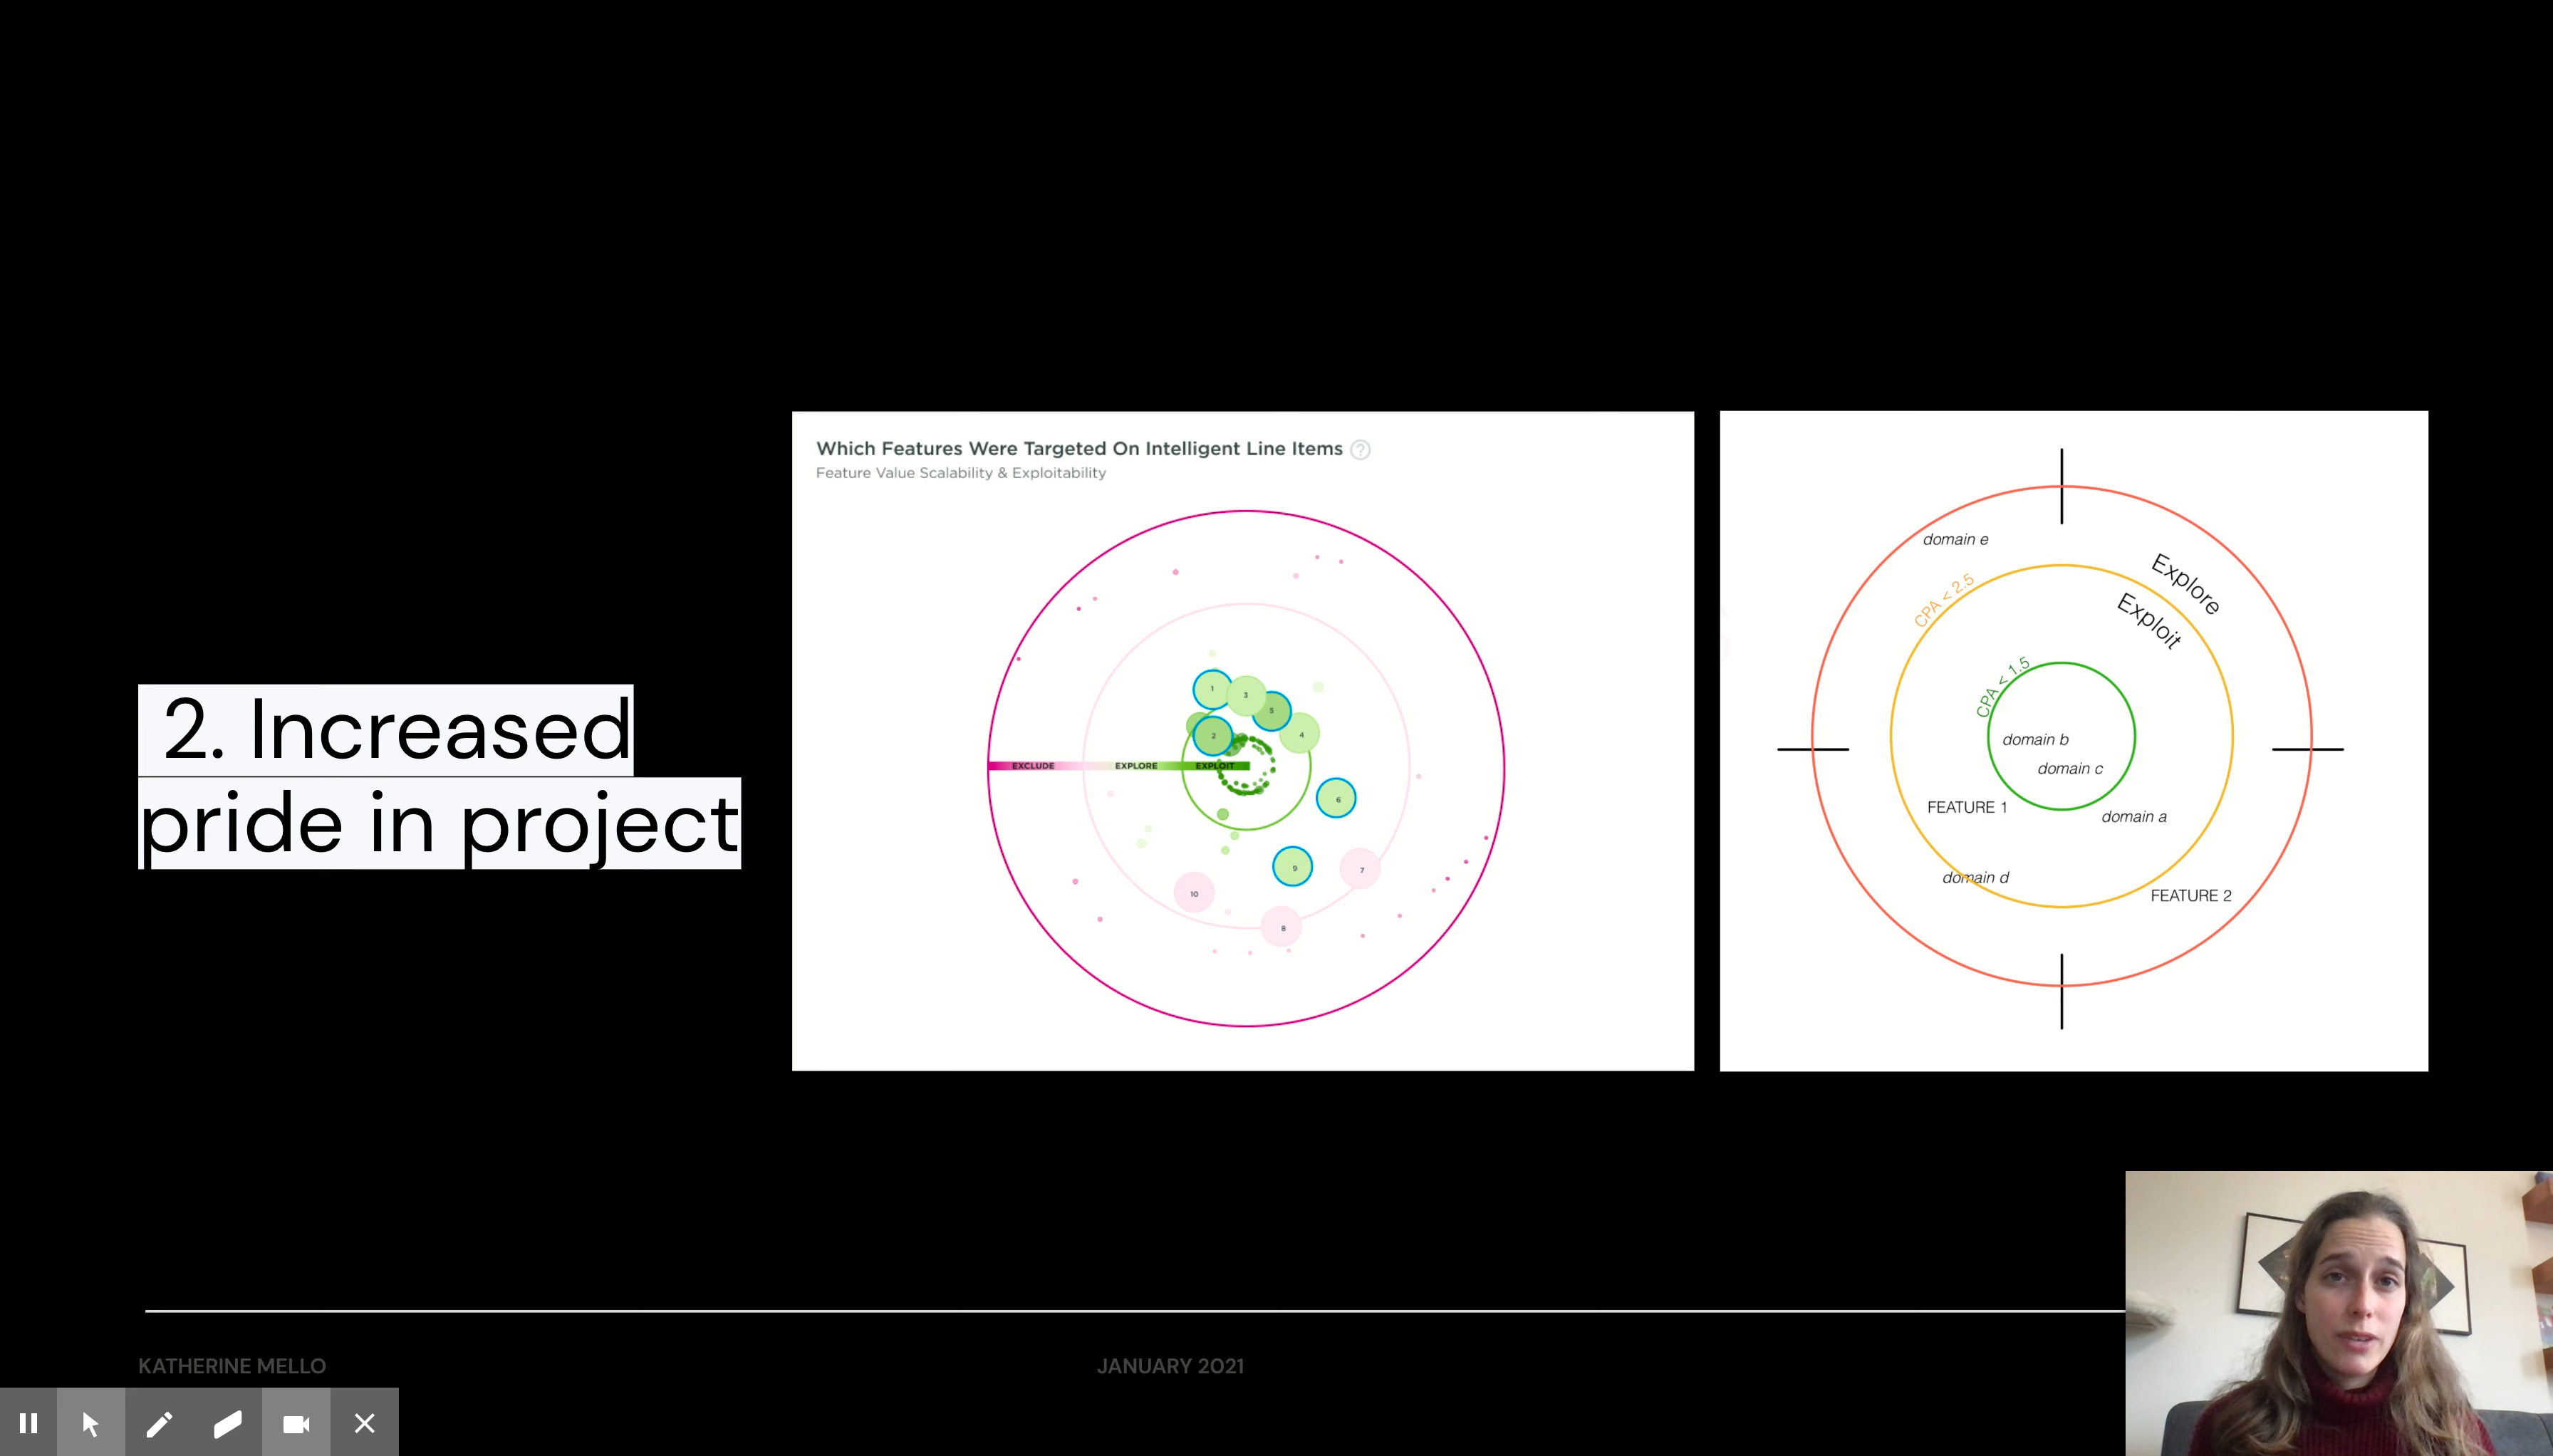 2. Increased
pride in project
Which Features Were Targeted On Intelligent Line Items ?
Feature Value Scalability & Exploitability
1
3
5
2
4
EXCLUDE
EXPLORE
EXPLOIT
6
9
7
10
8
domain e
Explore
CPA < 2.5
Exploit
CPA < 1.5
domain b
domain c
FEATURE 1
domain a
domain d
FEATURE 2
KATHERINE MELLO
JANUARY 2021